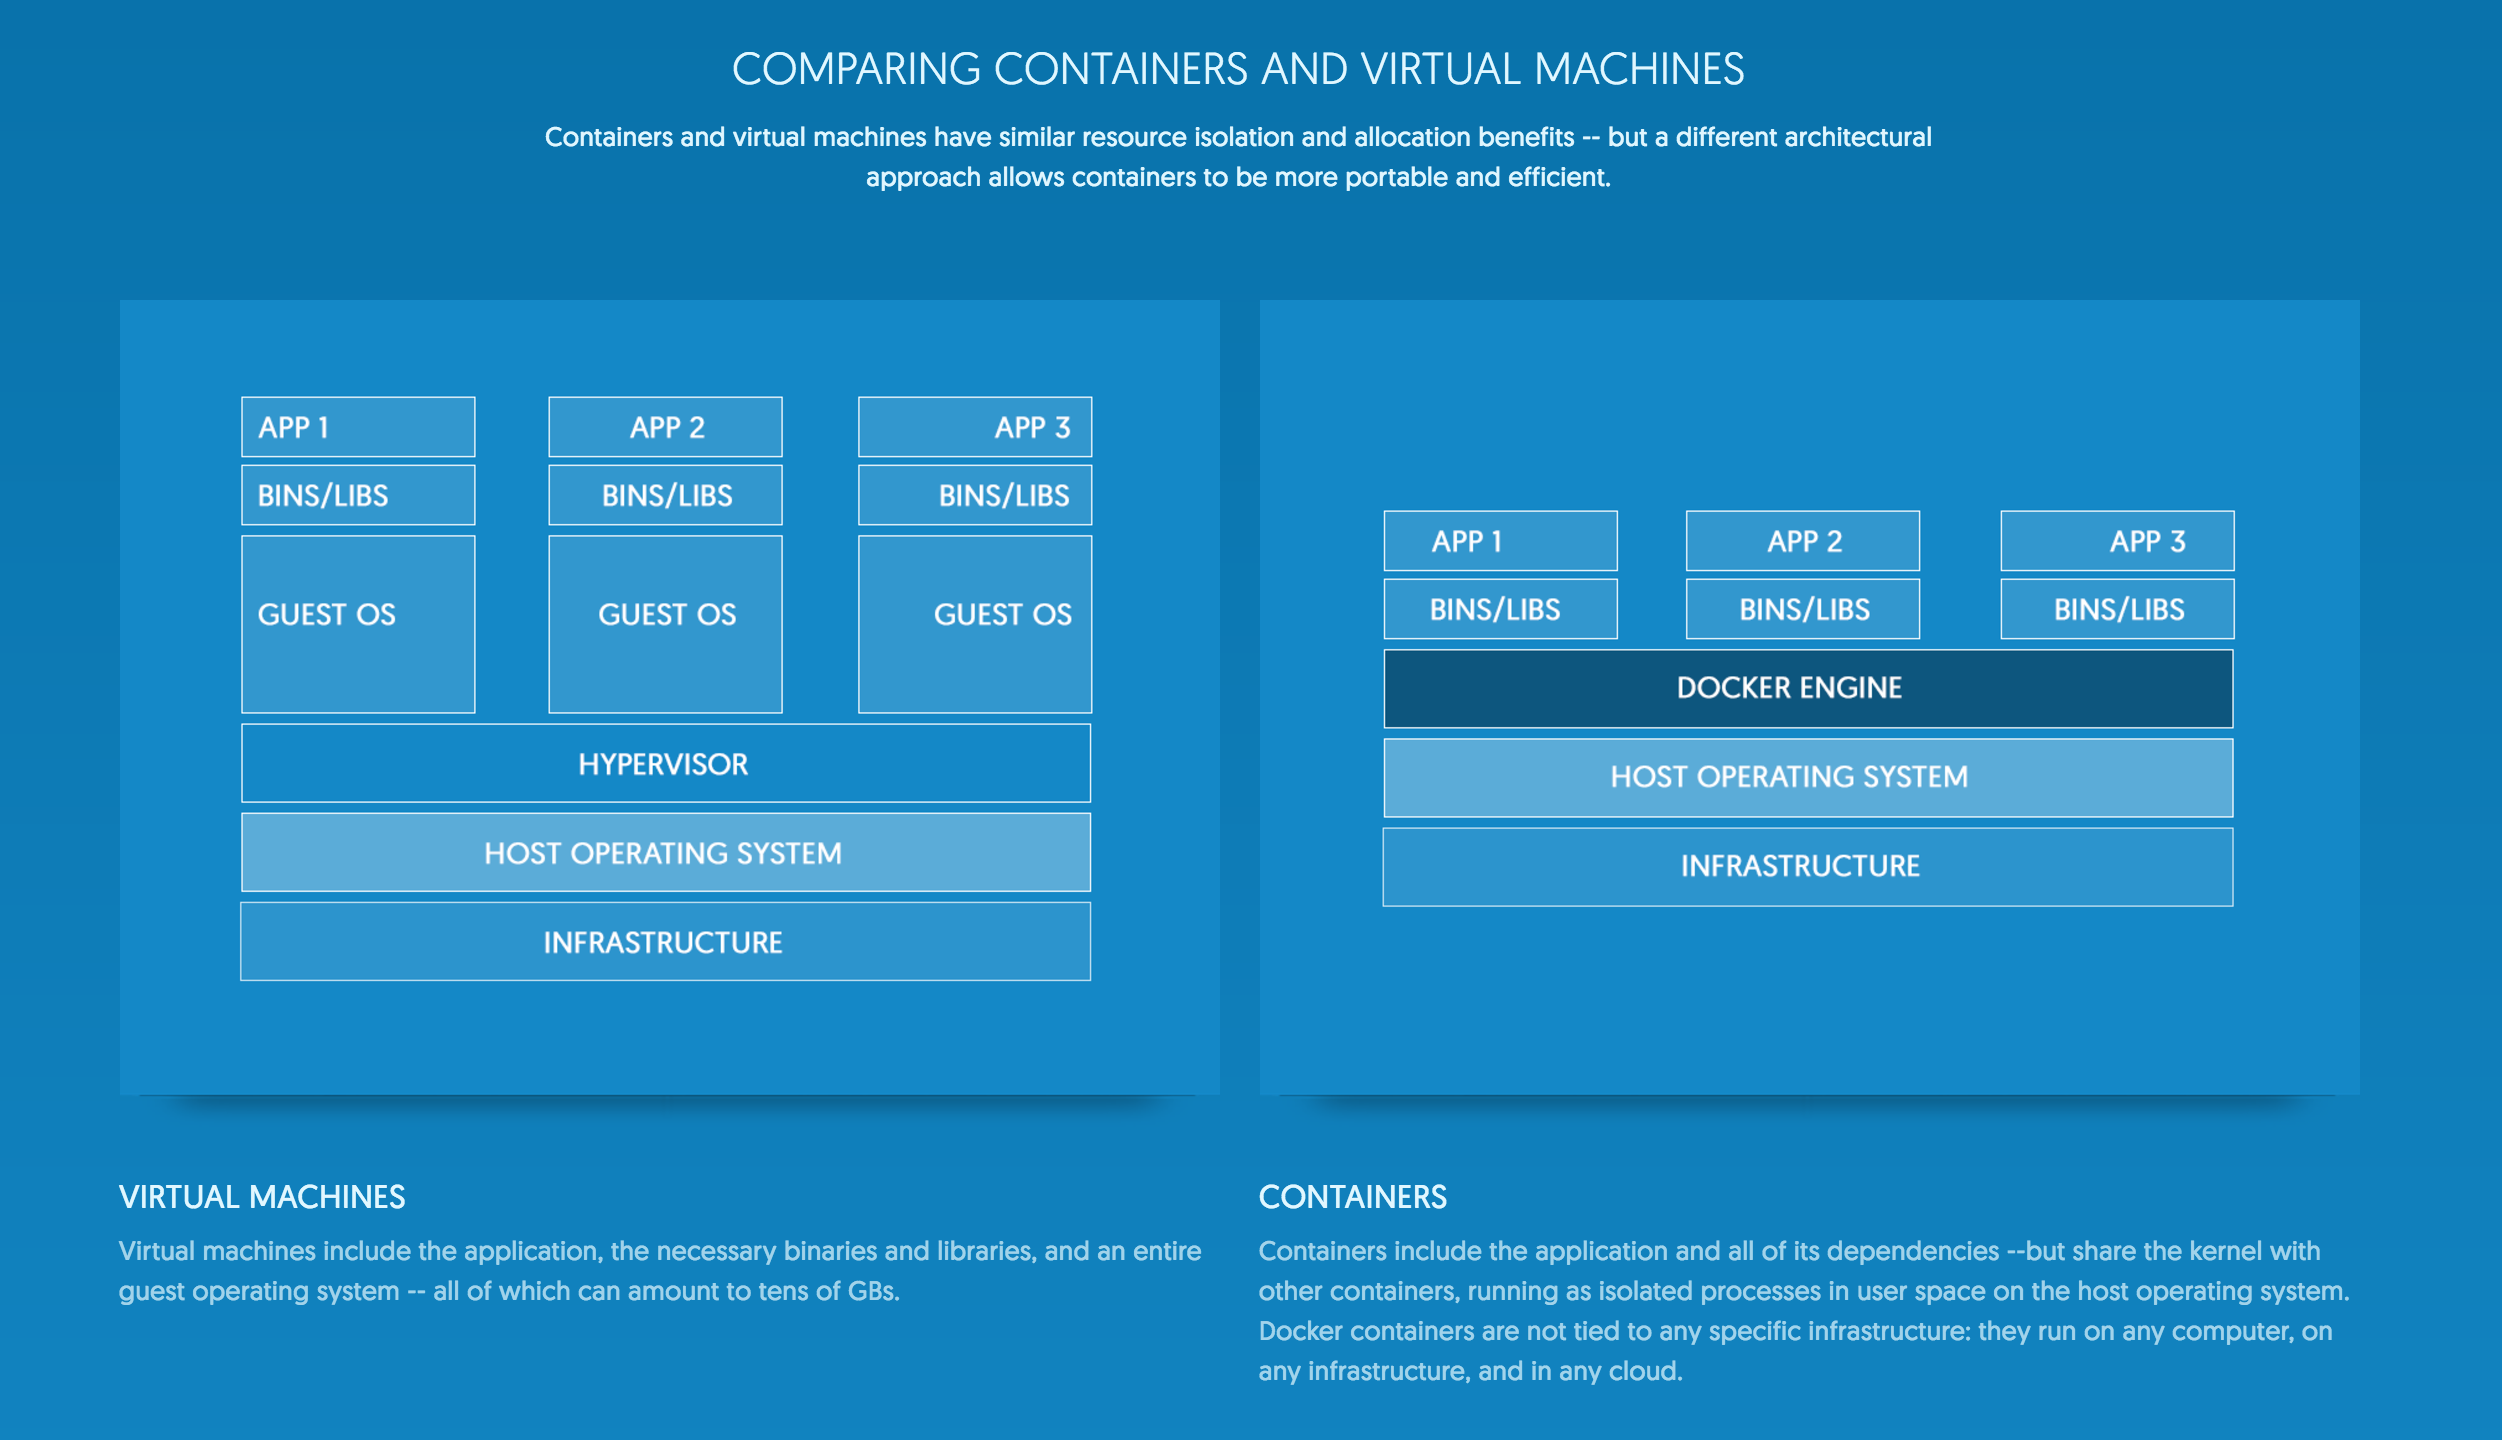 COMPARING CONTAINERS AND VIRTUAL MACHINES
Containers and virtual machines have similar resource isolation and allocation benefits -- but a different architectural
approach allows containers to be more portable and efficient.
APP 1
APP 2
APP 3
BINS/LIBS
BINS/LIBS
BINS/LIBS
GUEST OS
GUEST OS
GUEST OS
HYPERVISOR
HOST OPERATING SYSTEM
INFRASTRUCTURE
APP 1
APP 2
APP 3
BINS/LIBS
BINS/LIBS
BINS/LIBS
DOCKER ENGINE
HOST OPERATING SYSTEM
INFRASTRUCTURE
VIRTUAL MACHINES
Virtual machines include the application, the necessary binaries and libraries, and an entire
guest operating system -- all of which can amount to tens of GBs.
CONTAINERS
Containers include the application and all of its dependencies --but share the kernel with
other containers, running as isolated processes in user space on the host operating system.
Docker containers are not tied to any specific infrastructure: they run on any computer, on
any infrastructure, and in any cloud.